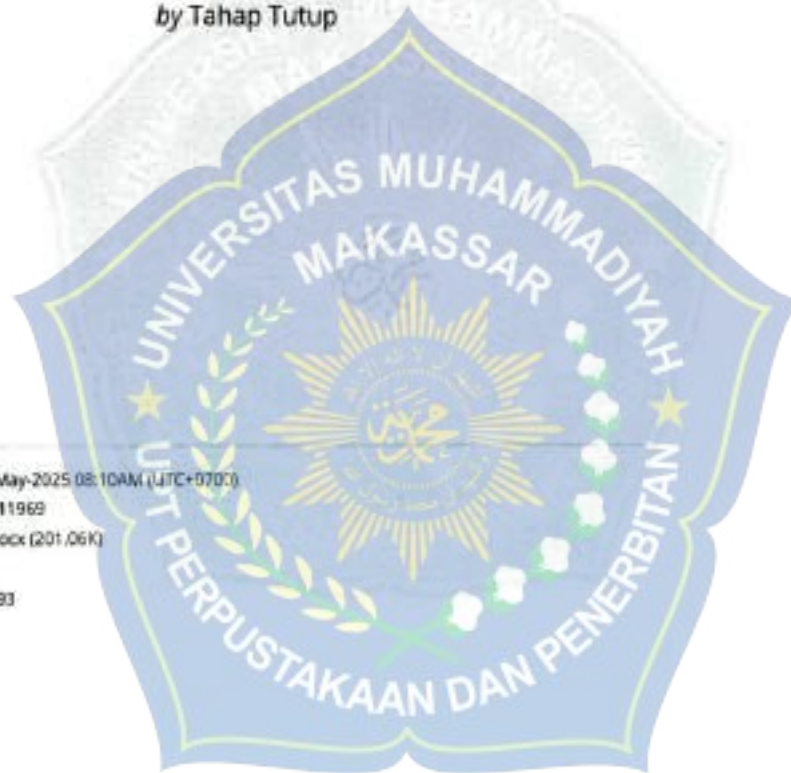 by Tahap Tutup
UNIVERSITAS MUHAMMADIYAH
MAKASSAR
May-2025 08:10AM (UTC+0700)
11969
ocx (201.06K)
93
UPT PERPUSTAKAAN DAN PENERBITAN